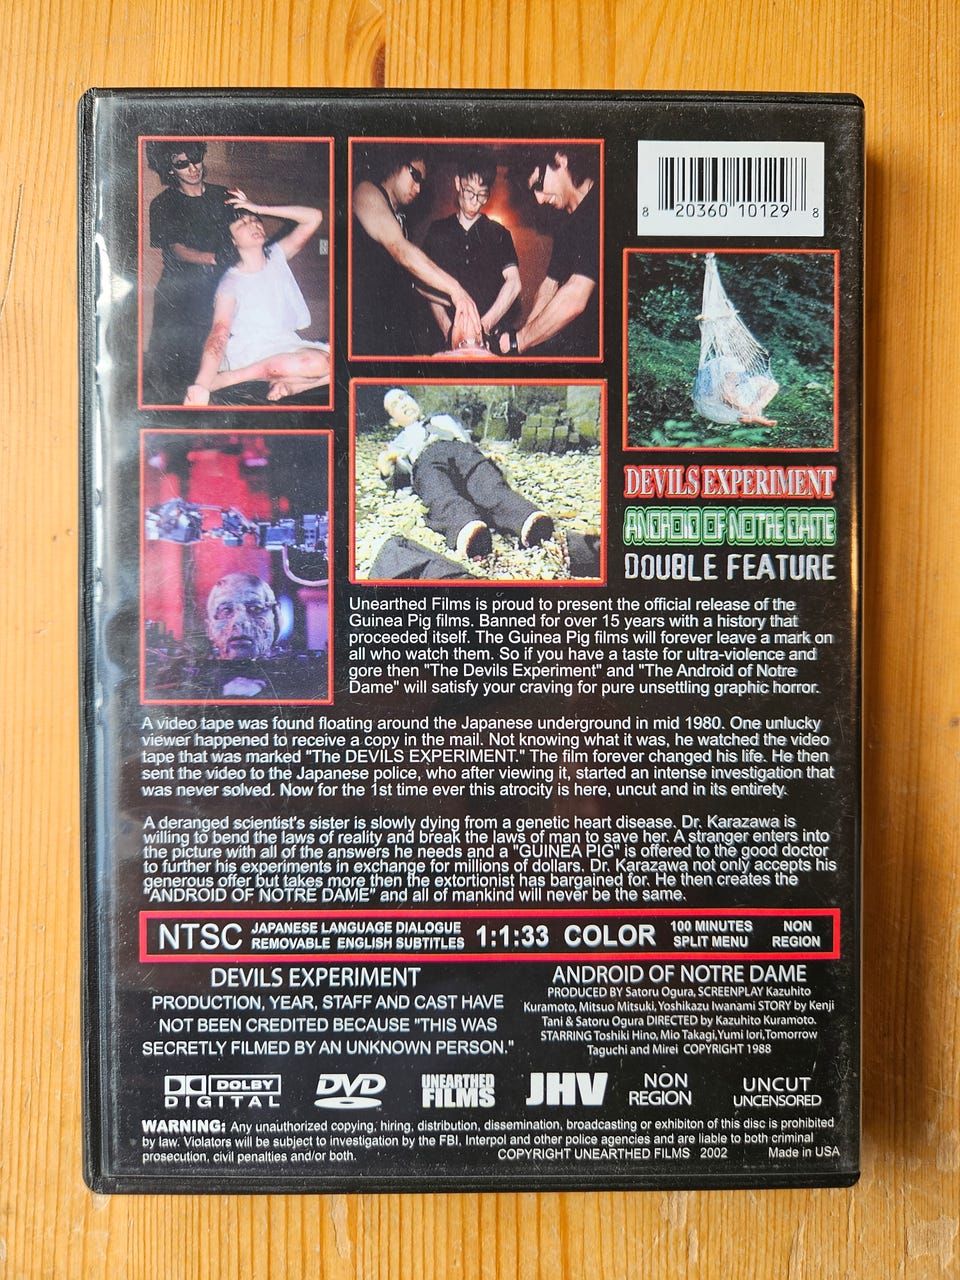 8 20360 10129 8
DEVILS EXPERIMENT
ANDROID OF NOTRE DAME
DOUBLE FEATURE
Unearthed Films is proud to present the official release of the
Guinea Pig films. Banned for over 15 years with a history that
proceeded itself. The Guinea Pig films will forever leave a mark on
all who watch them. So if you have a taste for ultra-violence and
gore then "The Devils Experiment" and "The Android of Notre
Dame" will satisfy your craving for pure unsettling graphic horror.
A video tape was found floating around the Japanese underground in mid 1980. One unlucky
viewer happened to receive a copy in the mail. Not knowing what it was, he watched the video
tape that was marked "The DEVILS EXPERIMENT." The film forever changed his life. He then
sent the video to the Japanese police, who after viewing it, started an intense investigation that
was never solved. Now for the 1st time ever this atrocity is here, uncut and in its entirety.
A deranged scientist's sister is slowly dying from a genetic heart disease. Dr. Karazawa is
willing to bend the laws of reality and break the laws of man to save her. A stranger enters into
the picture with all of the answers he needs and a "GUINEA PIG" is offered to the good doctor
to further his experiments in exchange for millions of dollars. Dr. Karazawa not only accepts his
generous offer but takes more then the extortionist has bargained for. He then creates the
"ANDROID OF NOTRE DAME" and all of mankind will never be the same.
NTSC JAPANESE LANGUAGE DIALOGUE REMOVABLE ENGLISH SUBTITLES 1:1:33 COLOR 100 MINUTES SPLIT MENU NON REGION
DEVILS EXPERIMENT
PRODUCTION, YEAR, STAFF AND CAST HAVE
NOT BEEN CREDITED BECAUSE "THIS WAS
SECRETLY FILMED BY AN UNKNOWN PERSON."
ANDROID OF NOTRE DAME
PRODUCED BY Satoru Ogura, SCREENPLAY Kazuhito
Kuramoto, Mitsuo Mitsuki, Yoshikazu Iwanami STORY by Kenji
Tani & Satoru Ogura DIRECTED by Kazuhito Kuramoto.
STARRING Toshiki Hino, Mio Takagi, Yumi Iori, Tomorrow
Taguchi and Mirei COPYRIGHT 1988
DOLBY DIGITAL
DVD
UNEARTHED FILMS
JHV
NON REGION
UNCUT UNCENSORED
WARNING: Any unauthorized copying, hiring, distribution, dissemination, broadcasting or exhibiton of this disc is prohibited
by law. Violators will be subject to investigation by the FBI, Interpol and other police agencies and are liable to both criminal
prosecution, civil penalties and/or both. COPYRIGHT UNEARTHED FILMS 2002 Made in USA